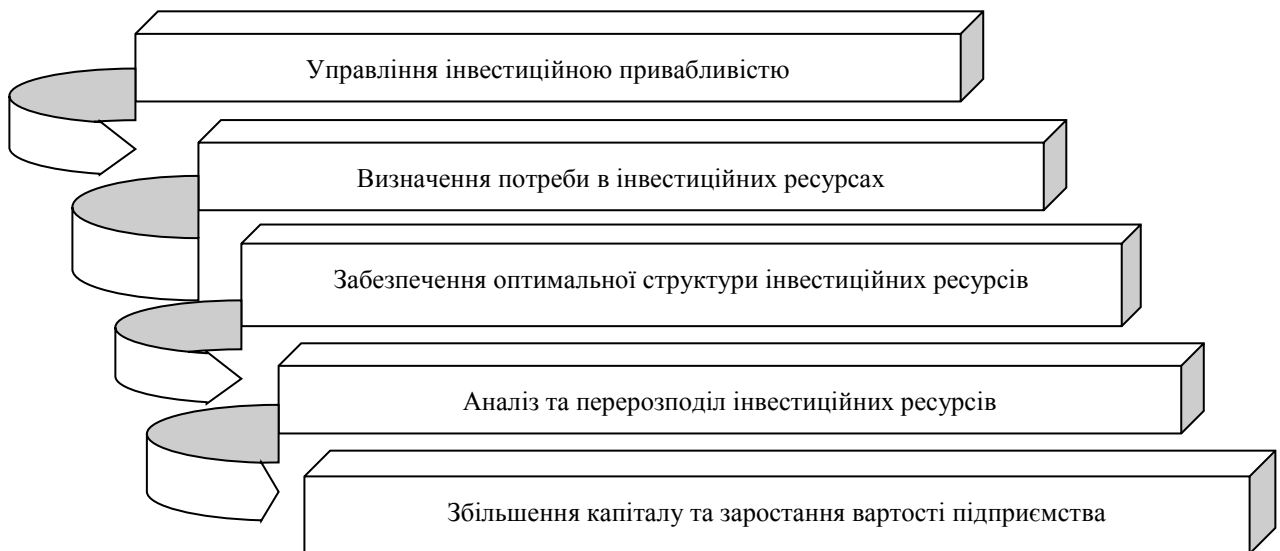 Управління інвестиційною привабливістю
Визначення потреби в інвестиційних ресурсах
Забезпечення оптимальної структури інвестиційних ресурсів
Аналіз та перерозподіл інвестиційних ресурсів
Збільшення капіталу та заростання вартості підприємства